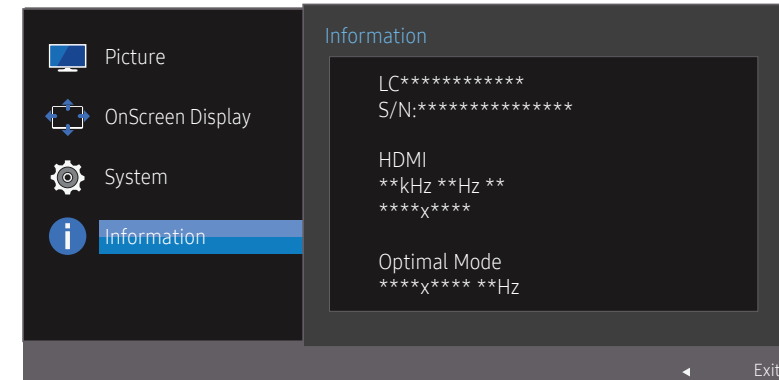 Picture
OnScreen Display
System
Information
Information
LC************
S/N:***************
HDMI
**kHz **Hz **
****x****
Optimal Mode
****x**** **Hz
Exit